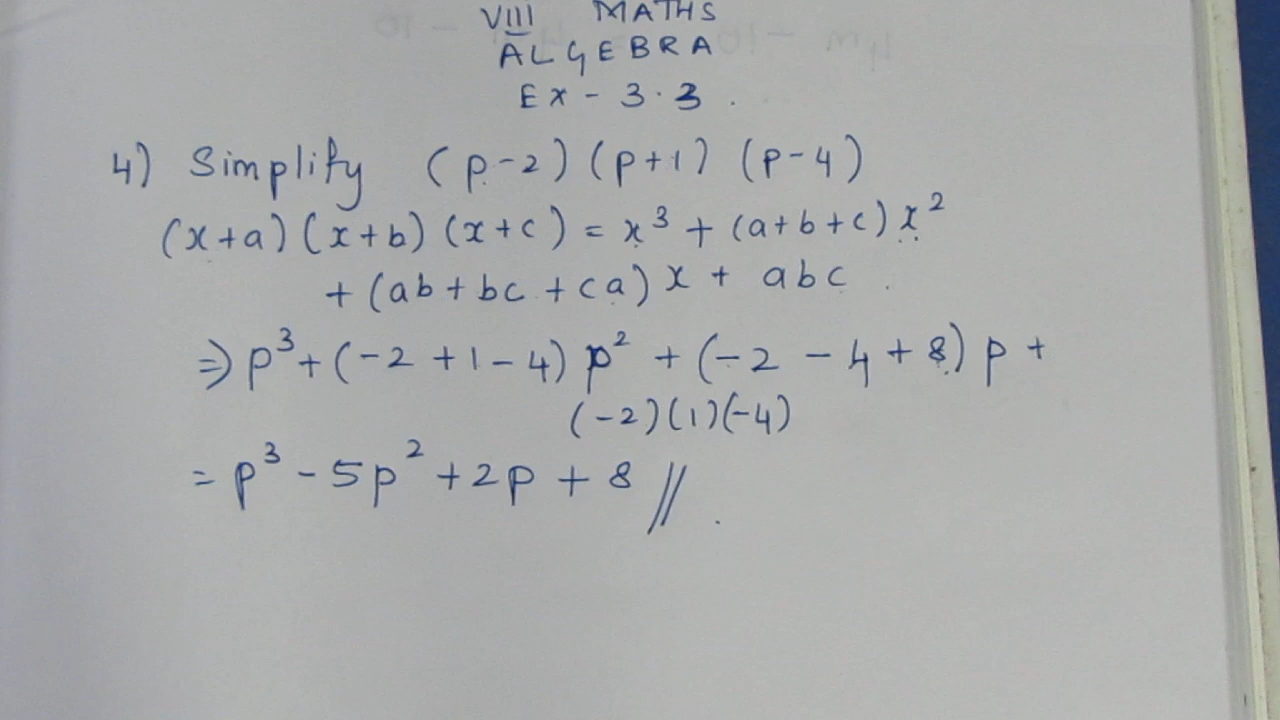 VIII MATHS
ALGEBRA
EX - 3.3.
4) Simplify (p-2) (p+1) (p-4)
(x+a) (x+b) (x+c) = x³ + (a+b+c) x²
+ (ab + bc + ca) x + abc.
⇒ p³ + (-2 +1 -4) p² + (-2 -4 +8) p +
(-2)(1)(-4)
= p³ - 5p² + 2p + 8 //.